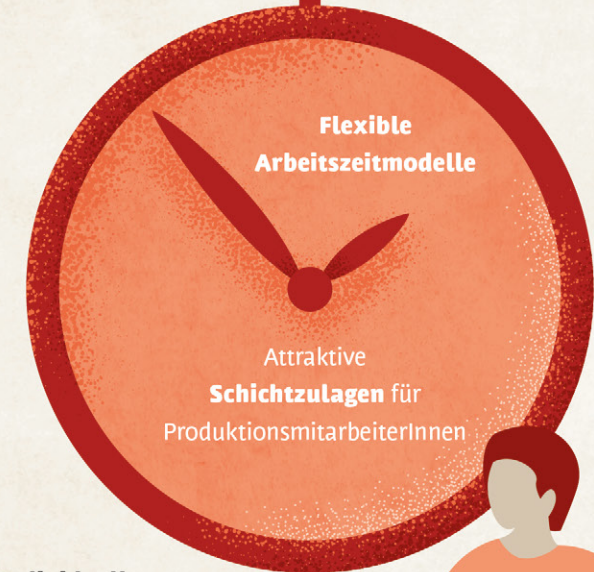 Flexible
Arbeitszeitmodelle
Attraktive
Schichtzulagen für
ProduktionsmitarbeiterInnen